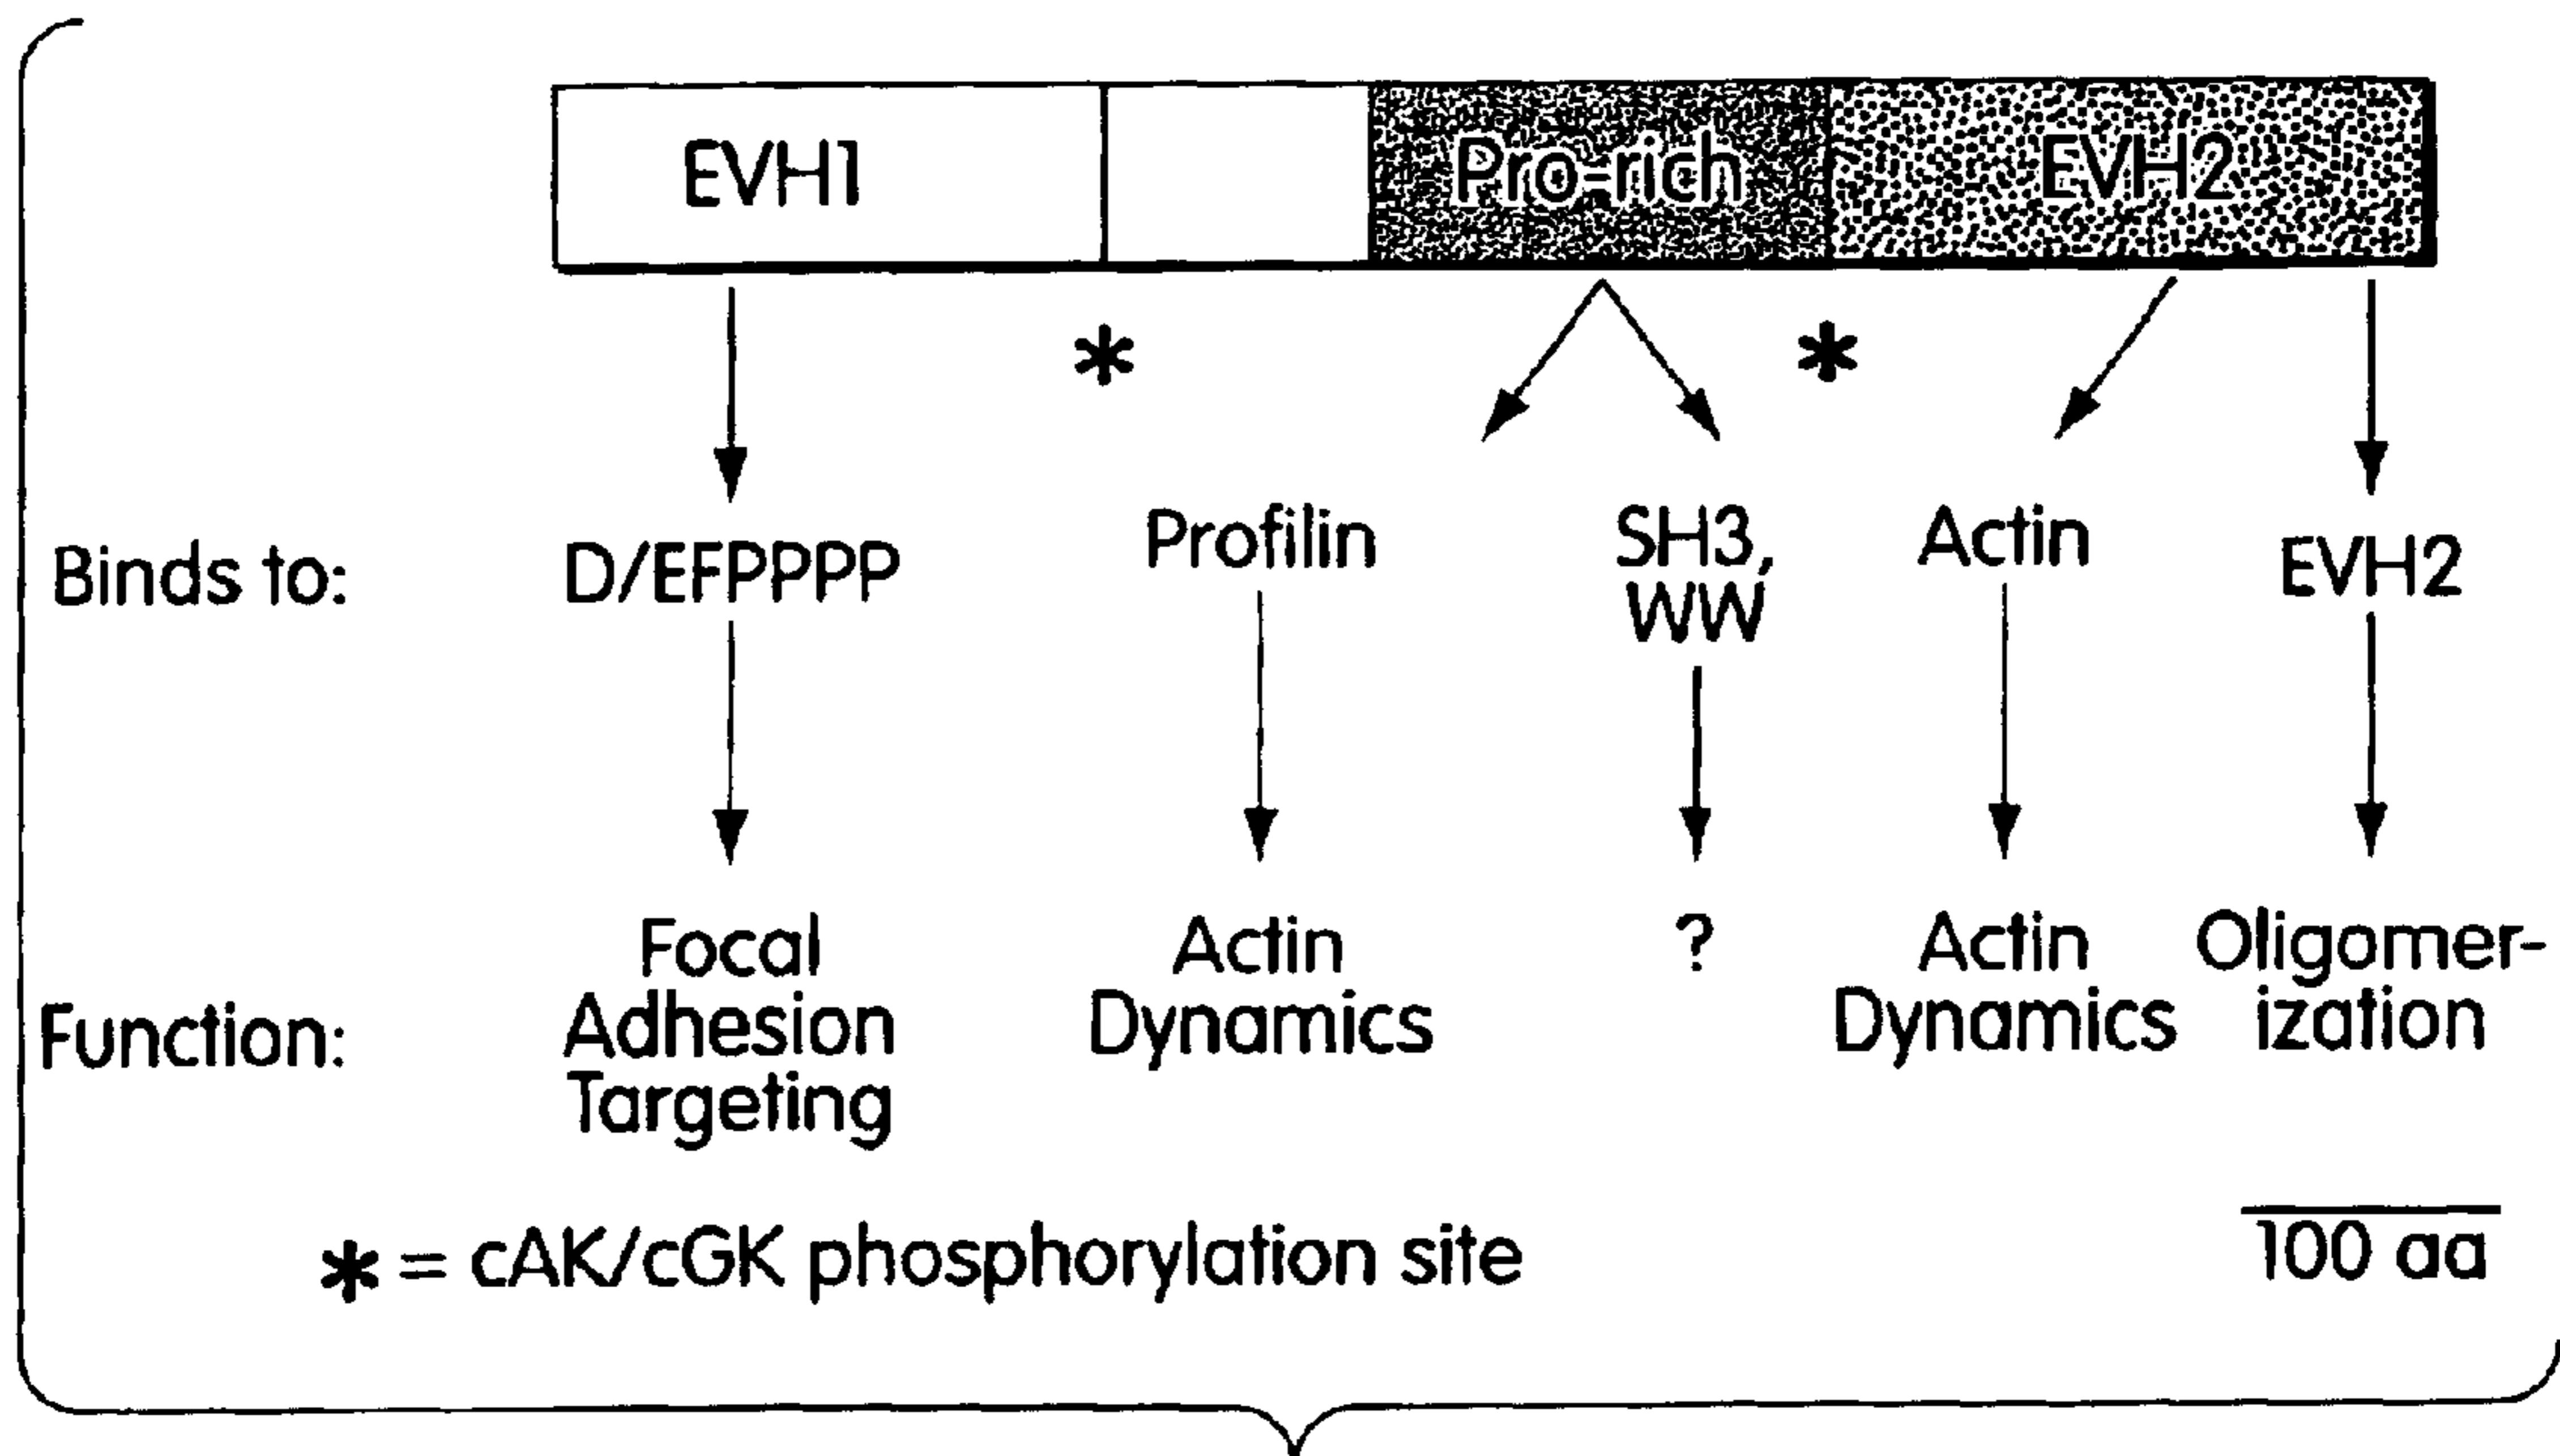 EVH1
Pro-rich
EVH2
*
*
Binds to:
D/EFPPPP
Profilin
SH3,
WW
Actin
EVH2
Function:
Focal
Adhesion
Targeting
Actin
Dynamics
?
Actin
Dynamics
Oligomer-
ization
* = cAK/cGK phosphorylation site
100 aa